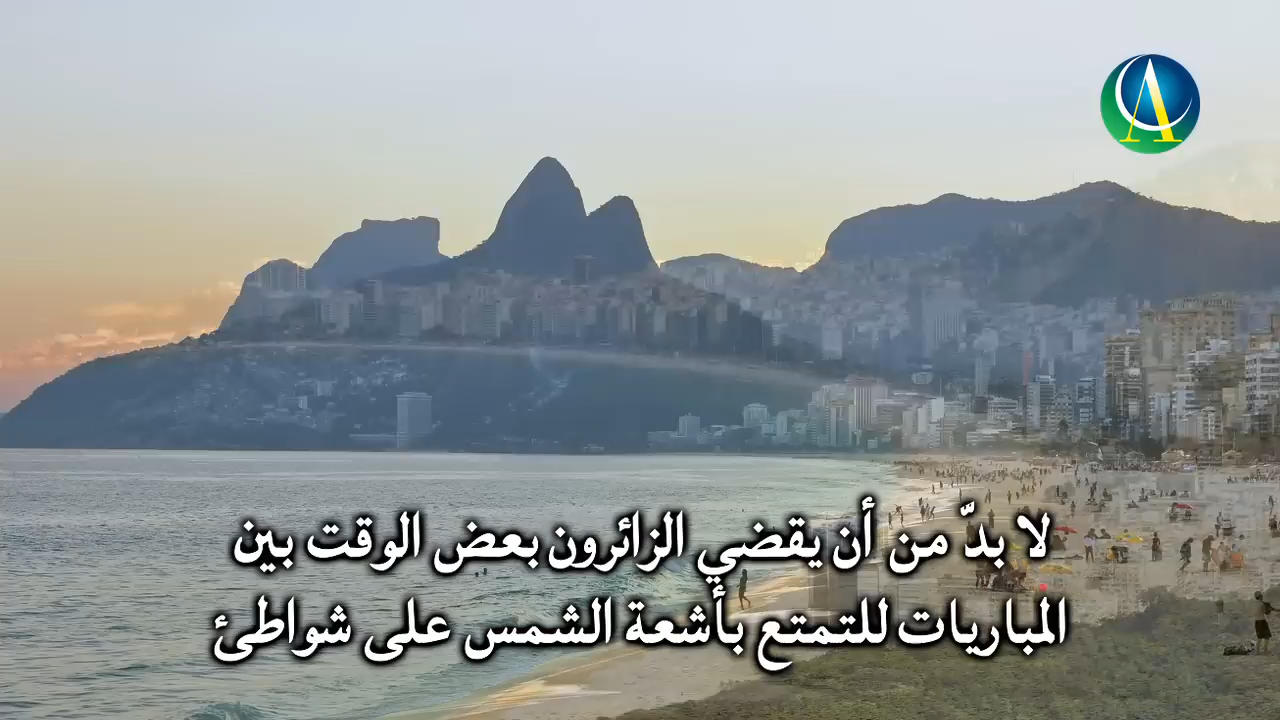 لا بدّ من أن يقضي الزائرون بعض الوقت بين
المباريات للتمتع بأشعة الشمس على شواطئ
A